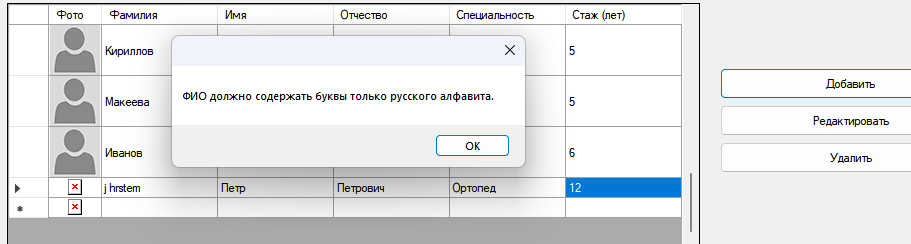 Фото Фамилия Имя Отчество Специальность Стаж (лет)
Кириллов 5
ФИО должно содержать буквы только русского алфавита.
Добавить
Макеева 5
Редактировать
OK
Иванов 6
Удалить
j hrstem Петр Петрович Ортопед 12